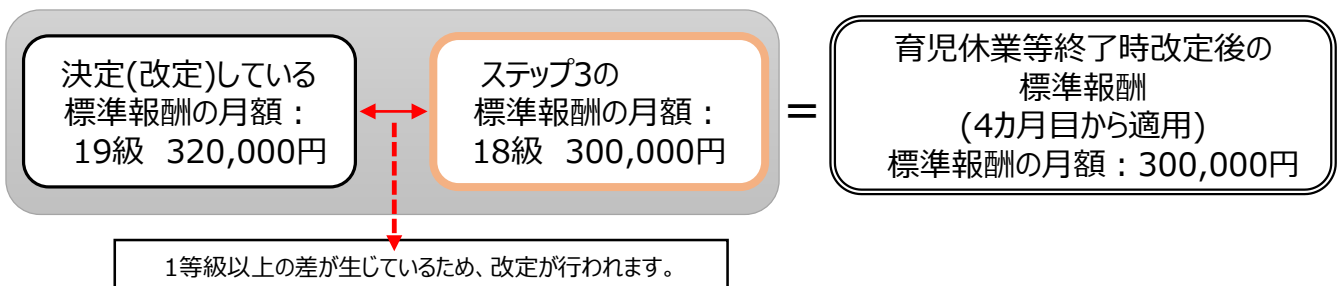 決定(改定)している
標準報酬の月額：
19級 320,000円
ステップ3の
標準報酬の月額：
18級 300,000円
＝
育児休業等終了時改定後の
標準報酬
(4カ月目から適用)
標準報酬の月額：300,000円
1等級以上の差が生じているため、改定が行われます。